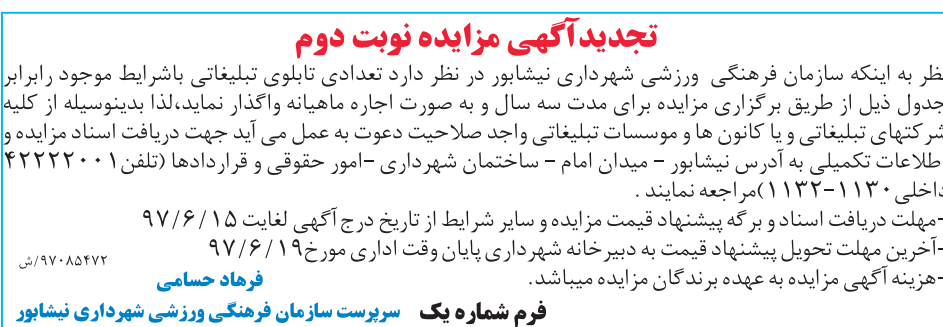 تجدیدآگهی مزایده نوبت دوم
نظر به اینکه سازمان فرهنگی ورزشی شهرداری نیشابور در نظر دارد تعدادی تابلوی تبلیغاتی باشرایط موجود رابرابر
جدول ذیل از طریق برگزاری مزایده برای مدت سه سال و به صورت اجاره ماهیانه واگذار نماید،لذا بدینوسیله از کلیه
شرکتهای تبلیغاتی و یا کانون ها و موسسات تبلیغاتی واجد صلاحیت دعوت به عمل می آید جهت دریافت اسناد مزایده و
اطلاعات تکمیلی به آدرس نیشابور – میدان امام – ساختمان شهرداری –امور حقوقی و قراردادها (تلفن۴۲۲۲۲۰۰۱
داخلی۱۱۳۰-۱۱۳۲)مراجعه نمایند .
-مهلت دریافت اسناد و برگه پیشنهاد قیمت مزایده و سایر شرایط از تاریخ درج آگهی لغایت ۹۷/۶/۱۵
-آخرین مهلت تحویل پیشنهاد قیمت به دبیرخانه شهرداری پایان وقت اداری مورخ۹۷/۶/۱۹
-هزینه آگهی مزایده به عهده برندگان مزایده میباشد.
۹۷۰۸۵۴۷۲/ش
فرهاد حسامی
فرم شماره یک سرپرست سازمان فرهنگی ورزشی شهرداری نیشابور